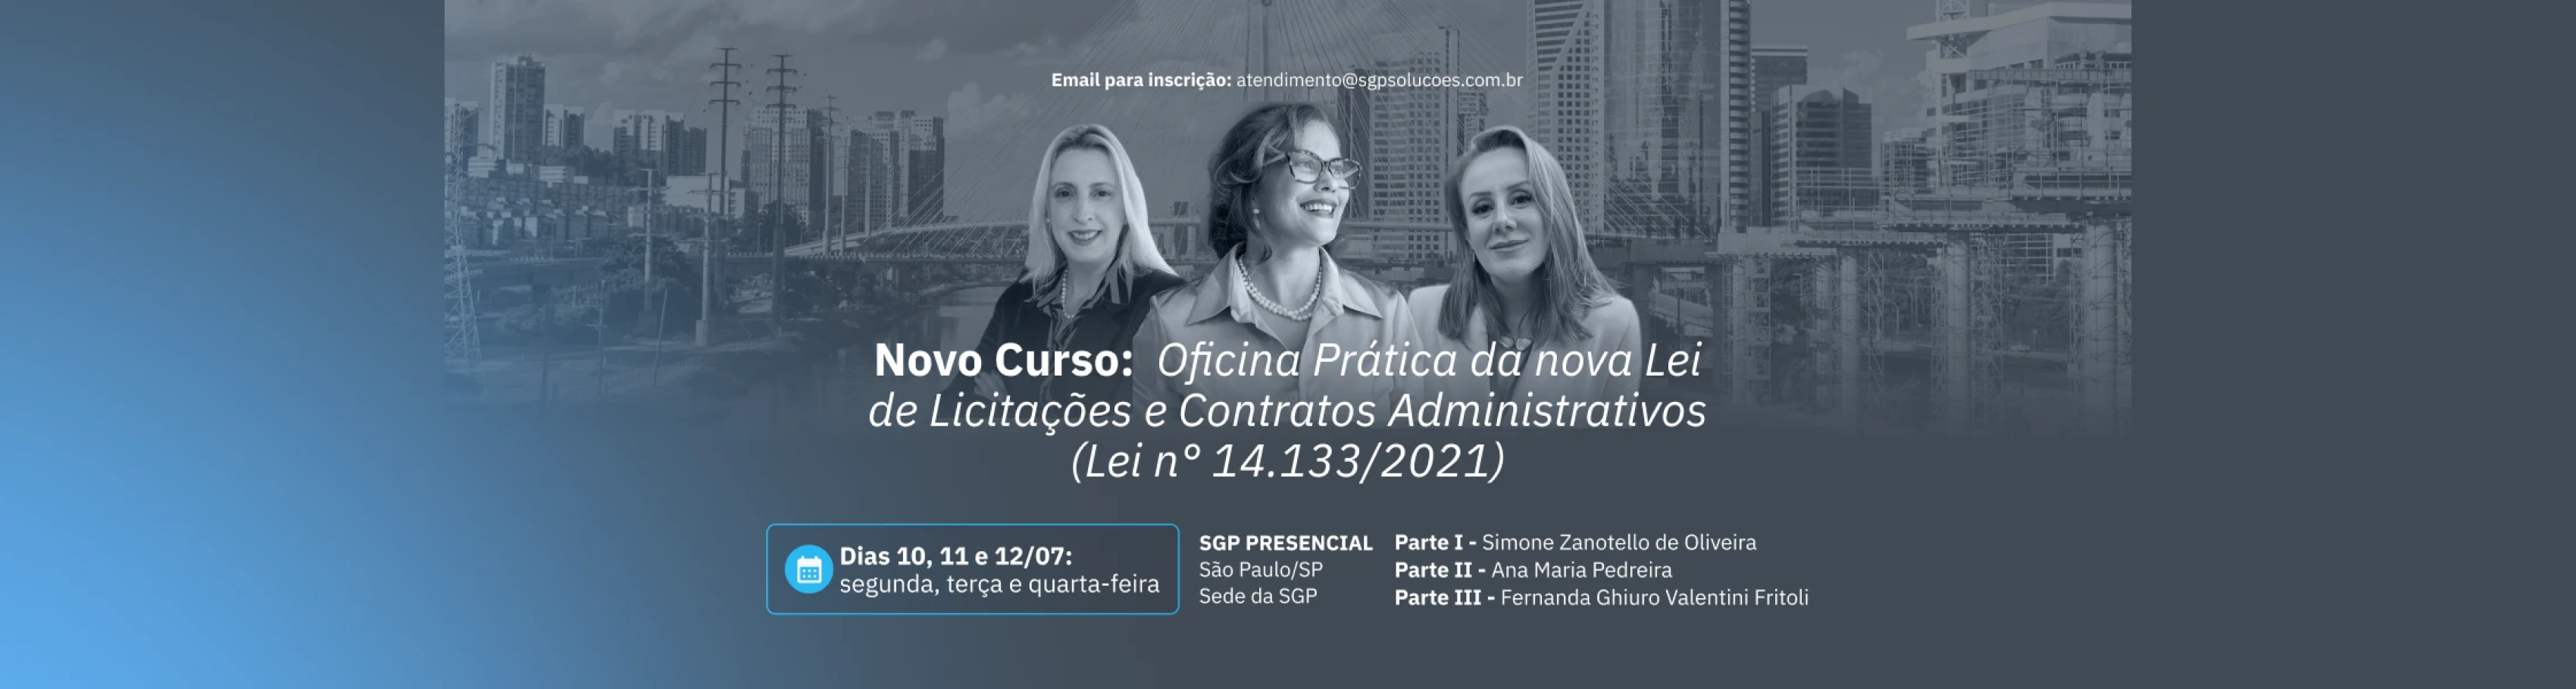 Email para inscrição: atendimento@sgpsolucoes.com.br
Novo Curso: Oficina Prática da nova Lei
de Licitações e Contratos Administrativos
(Lei nº 14.133/2021)
Dias 10, 11 e 12/07:
segunda, terça e quarta-feira
SGP PRESENCIAL
São Paulo/SP
Sede da SGP
Parte I - Simone Zanotello de Oliveira
Parte II - Ana Maria Pedreira
Parte III - Fernanda Ghiuro Valentini Fritoli